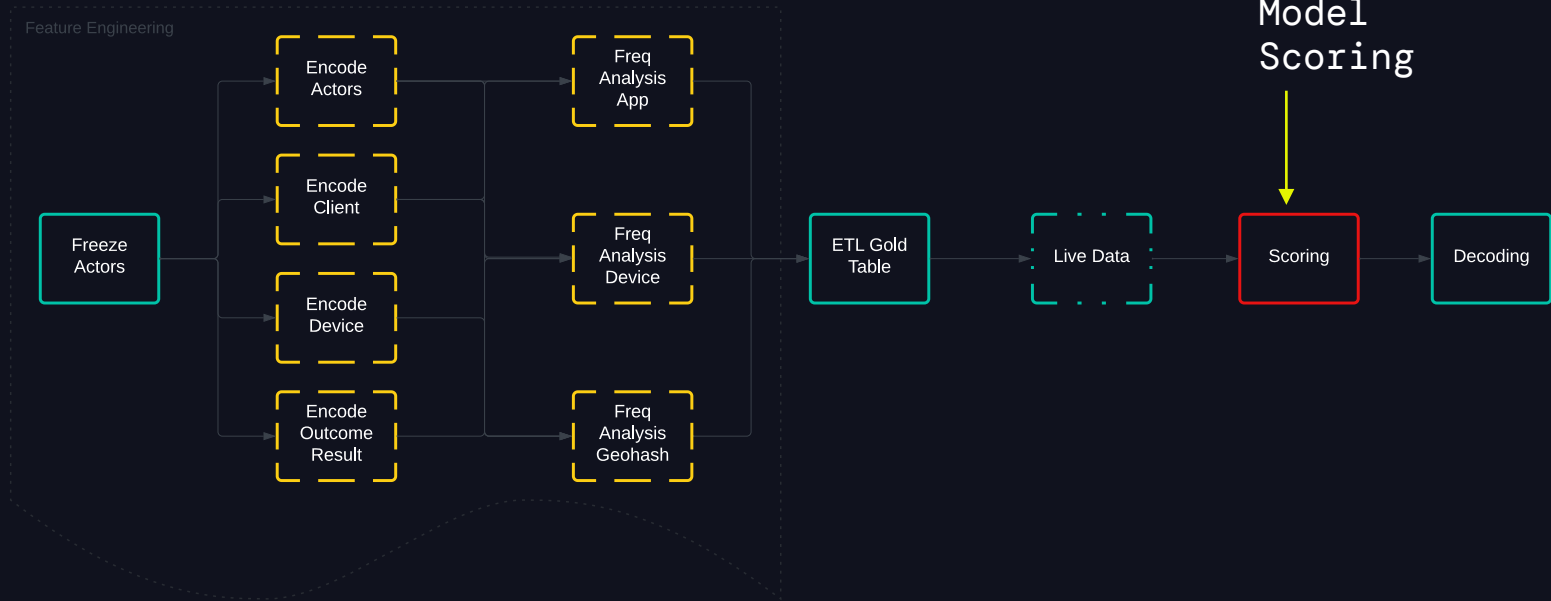 Feature Engineering
Model
Scoring
Encode
Actors
Freq
Analysis
App
Encode
Client
Freeze
Actors
Freq
Analysis
Device
ETL Gold
Table
Live Data
Scoring
Decoding
Encode
Device
Encode
Outcome
Result
Freq
Analysis
Geohash